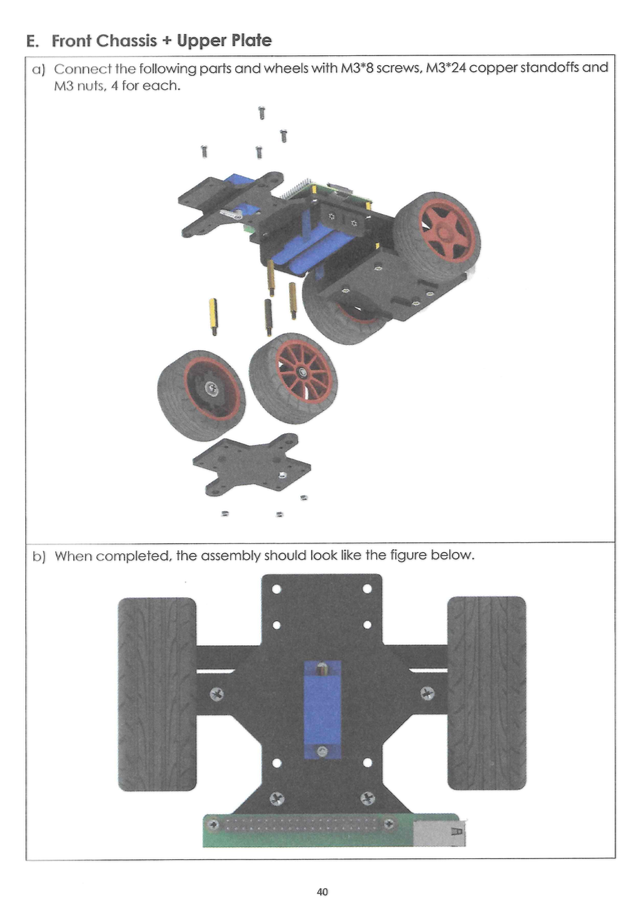 E. Front Chassis + Upper Plate
a) Connect the following parts and wheels with M3*8 screws, M3*24 copper standoffs and
M3 nuts, 4 for each.
b) When completed, the assembly should look like the figure below.
40